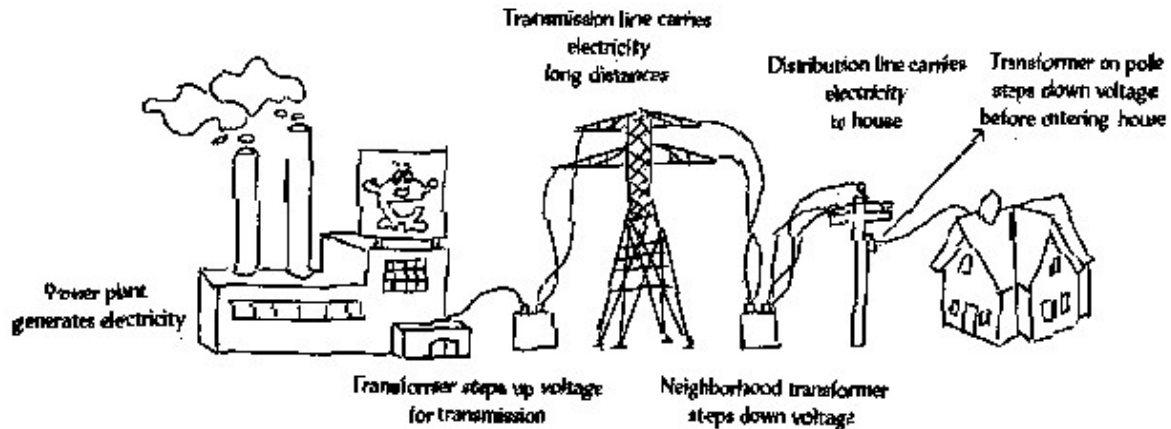 Transmission line carries
electricity
long distances
Distribution line carries
electricity
to house
Transformer on pole
steps down voltage
before entering house
Power plant
generates electricity
Transformer steps up voltage
for transmission
Neighborhood transformer
steps down voltage